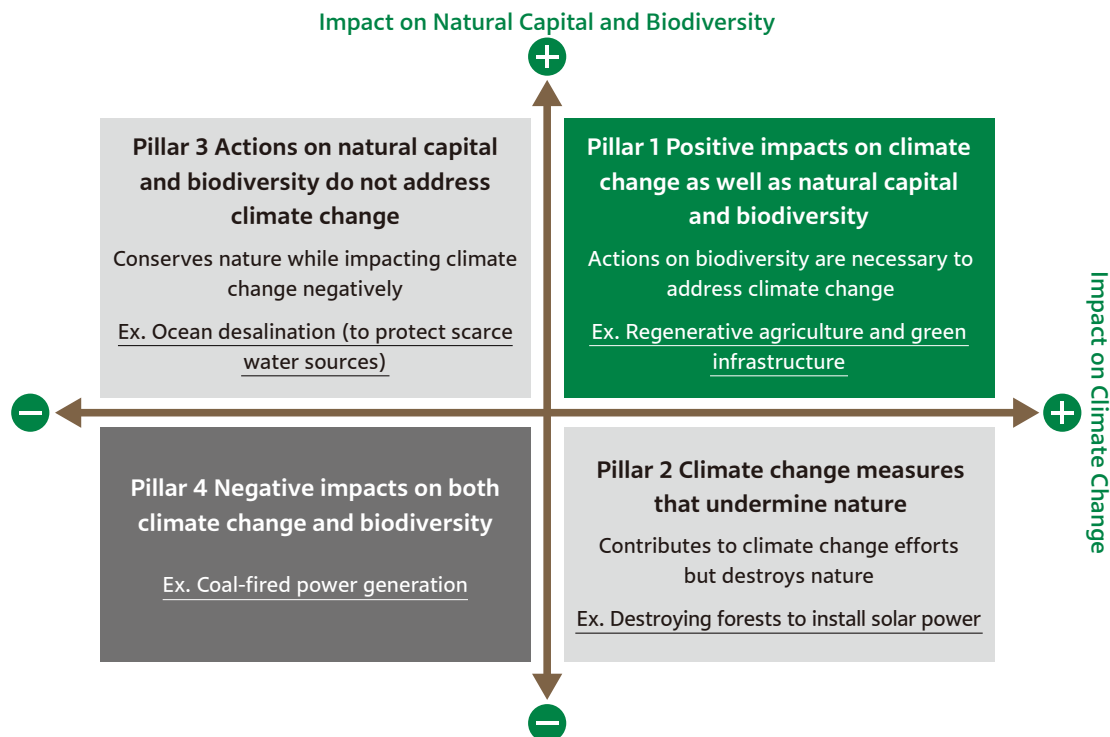 Impact on Natural Capital and Biodiversity
Pillar 3 Actions on natural capital
and biodiversity do not address
climate change
Conserves nature while impacting climate
change negatively
Ex. Ocean desalination (to protect scarce
water sources)
Pillar 1 Positive impacts on climate
change as well as natural capital
and biodiversity
Actions on biodiversity are necessary to
address climate change
Ex. Regenerative agriculture and green
infrastructure
Impact on Climate Change
Pillar 4 Negative impacts on both
climate change and biodiversity
Ex. Coal-fired power generation
Pillar 2 Climate change measures
that undermine nature
Contributes to climate change efforts
but destroys nature
Ex. Destroying forests to install solar power